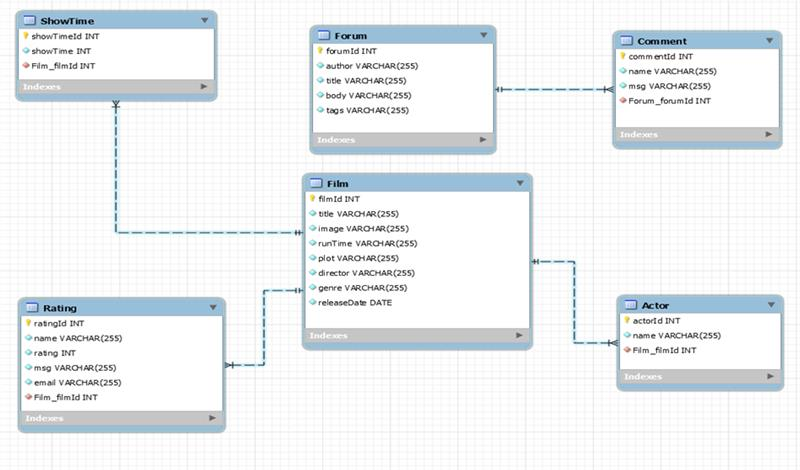 ShowTime
showTimeId INT
showTime INT
Film_filmId INT
Indexes
Forum
forumId INT
author VARCHAR(255)
title VARCHAR(255)
body VARCHAR(255)
tags VARCHAR(255)
Indexes
Comment
commentId INT
name VARCHAR(255)
msg VARCHAR(255)
Forum_forumId INT
Indexes
Film
filmId INT
title VARCHAR(255)
image VARCHAR(255)
runTime VARCHAR(255)
plot VARCHAR(255)
director VARCHAR(255)
genre VARCHAR(255)
releaseDate DATE
Indexes
Rating
ratingId INT
name VARCHAR(255)
rating INT
msg VARCHAR(255)
email VARCHAR(255)
Film_filmId INT
Indexes
Actor
actorId INT
name VARCHAR(255)
Film_filmId INT
Indexes